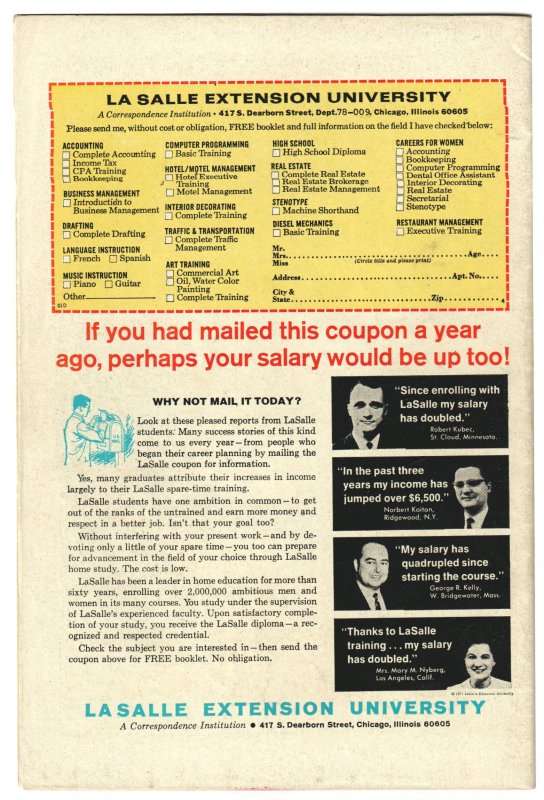 LA SALLE EXTENSION UNIVERSITY
A Correspondence Institution • 417 S. Dearborn Street, Dept. 78-009, Chicago, Illinois 60605
Please send me, without cost or obligation, FREE booklet and full information on the field I have checked below:
ACCOUNTING
Complete Accounting
Income Tax
CPA Training
Bookkeeping
BUSINESS MANAGEMENT
Introduction to
Business Management
DRAFTING
Complete Drafting
LANGUAGE INSTRUCTION
French Spanish
MUSIC INSTRUCTION
Piano Guitar
Other
61D
COMPUTER PROGRAMMING
Basic Training
HOTEL/MOTEL MANAGEMENT
Hotel Executive
Training
Motel Management
INTERIOR DECORATING
Complete Training
TRAFFIC & TRANSPORTATION
Complete Traffic
Management
ART TRAINING
Commercial Art
Oil, Water Color
Painting
Complete Training
HIGH SCHOOL
High School Diploma
REAL ESTATE
Complete Real Estate
Real Estate Brokerage
Real Estate Management
STENOTYPE
Machine Shorthand
DIESEL MECHANICS
Basic Training
CAREERS FOR WOMEN
Accounting
Bookkeeping
Computer Programming
Dental Office Assistant
Interior Decorating
Real Estate
Secretarial
Stenotype
RESTAURANT MANAGEMENT
Executive Training
Mr.
Mrs. Age
Miss (Circle title and please print)
Address Apt. No.
City &
State Zip 4
If you had mailed this coupon a year
ago, perhaps your salary would be up too!
U.S. MAIL
WHY NOT MAIL IT TODAY?
Look at these pleased reports from LaSalle
students. Many success stories of this kind
come to us every year—from people who
began their career planning by mailing the
LaSalle coupon for information.
Yes, many graduates attribute their increases in income
largely to their LaSalle spare-time training.
LaSalle students have one ambition in common—to get
out of the ranks of the untrained and earn more money and
respect in a better job. Isn't that your goal too?
Without interfering with your present work—and by de-
voting only a little of your spare time—you too can prepare
for advancement in the field of your choice through LaSalle
home study. The cost is low.
LaSalle has been a leader in home education for more than
sixty years, enrolling over 2,000,000 ambitious men and
women in its many courses. You study under the supervision
of LaSalle's experienced faculty. Upon satisfactory comple-
tion of your study, you receive the LaSalle diploma—a rec-
ognized and respected credential.
Check the subject you are interested in—then send the
coupon above for FREE booklet. No obligation.
"Since enrolling with
LaSalle my salary
has doubled."
Robert Kubec,
St. Cloud, Minnesota.
"In the past three
years my income has
jumped over $6,500."
Norbert Kaitan,
Ridgewood, N.Y.
"My salary has
quadrupled since
starting the course."
George R. Kelly,
W. Bridgewater, Mass.
"Thanks to LaSalle
training . . . my salary
has doubled."
Mrs. Mary M. Nyberg,
Los Angeles, Calif.
© 1971 LaSalle Extension University
LA SALLE EXTENSION UNIVERSITY
A Correspondence Institution • 417 S. Dearborn Street, Chicago, Illinois 60605